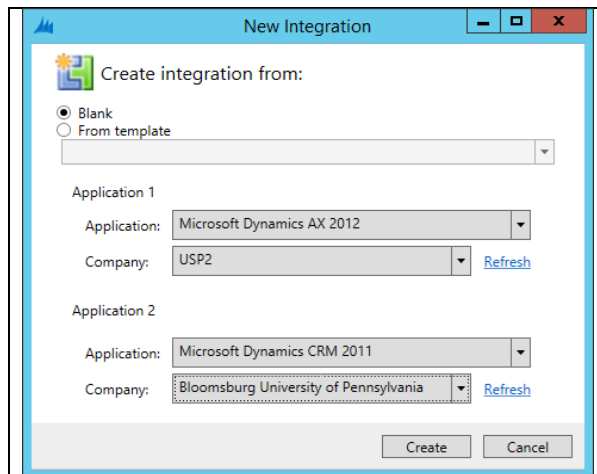 New Integration
Create integration from:
Blank
From template
Application 1
Application: Microsoft Dynamics AX 2012
Company: USP2 Refresh
Application 2
Application: Microsoft Dynamics CRM 2011
Company: Bloomsburg University of Pennsylvania Refresh
Create Cancel